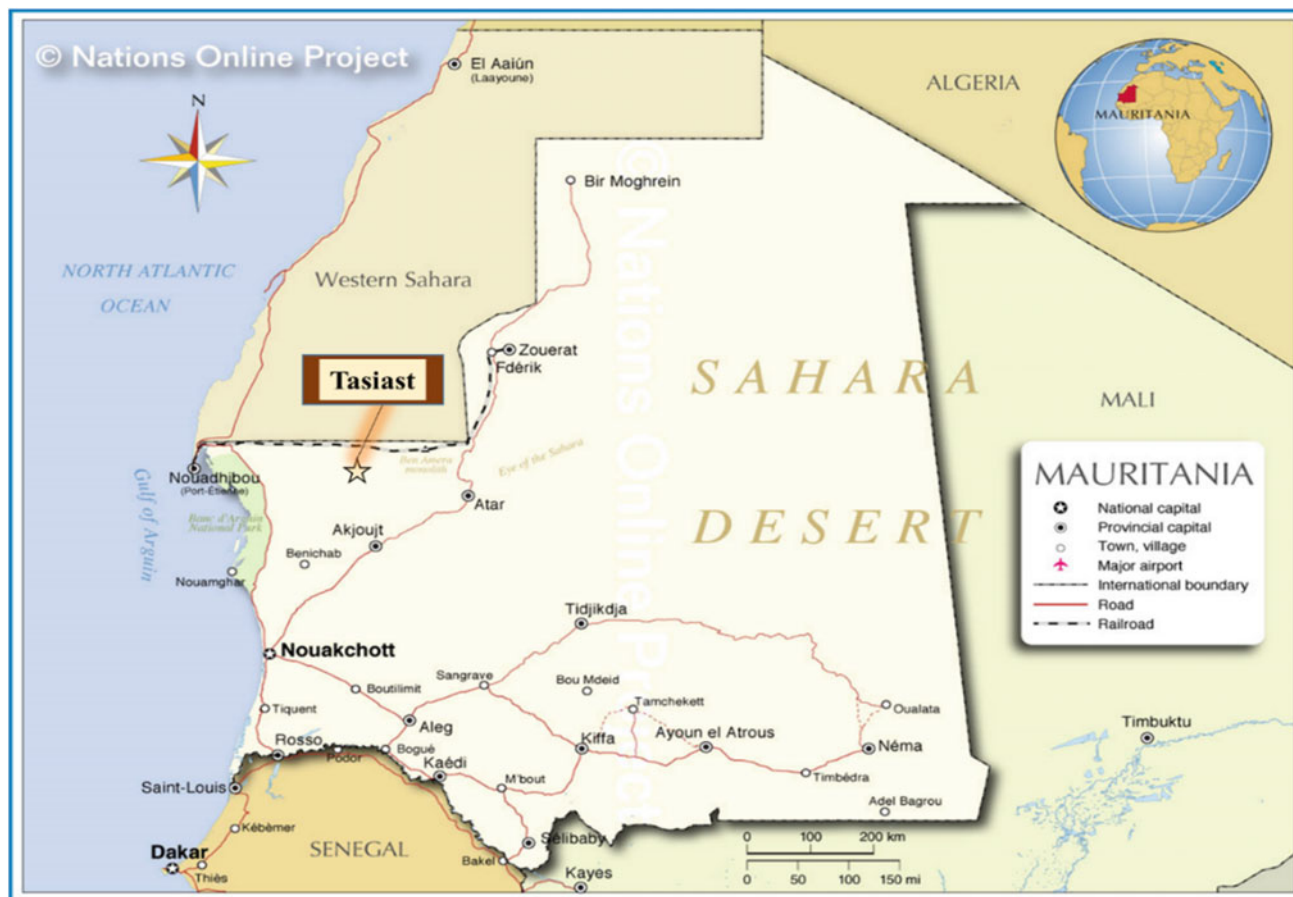 © Nations Online Project
El Aaiún
(Laayoune)
ALGERIA
MAURITANIA
N
© Nations Online Project
Bir Moghrein
NORTH ATLANTIC
OCEAN
Western Sahara
Zouerat
Fdérik
Tasiast
SAHARA
MALI
Ben Amera
monolith
Eye of the Sahara
Nouadhibou
(Port-Étienne)
Gulf of Arguin
Banc d'Arguin
National Park
Atar
MAURITANIA
National capital
Provincial capital
Town, village
Major airport
International boundary
Road
Railroad
DESERT
Akjoujt
Benichab
Nouamghar
Tidjikdja
Nouakchott
Sangrave
Bou Mdeid
Boutilimit
Tamchekett
Oualata
Tiquent
Aleg
Timbuktu
Rosso
Podor
Bogué
Kiffa
Ayoun el Atrous
Néma
Kaédi
Timbédra
Saint-Louis
M'bout
Adel Bagrou
Kébèmer
Sélibaby
0 100 200 km
0 50 100 150 mi
Dakar
Thiès
SENEGAL
Bakel
Kayes